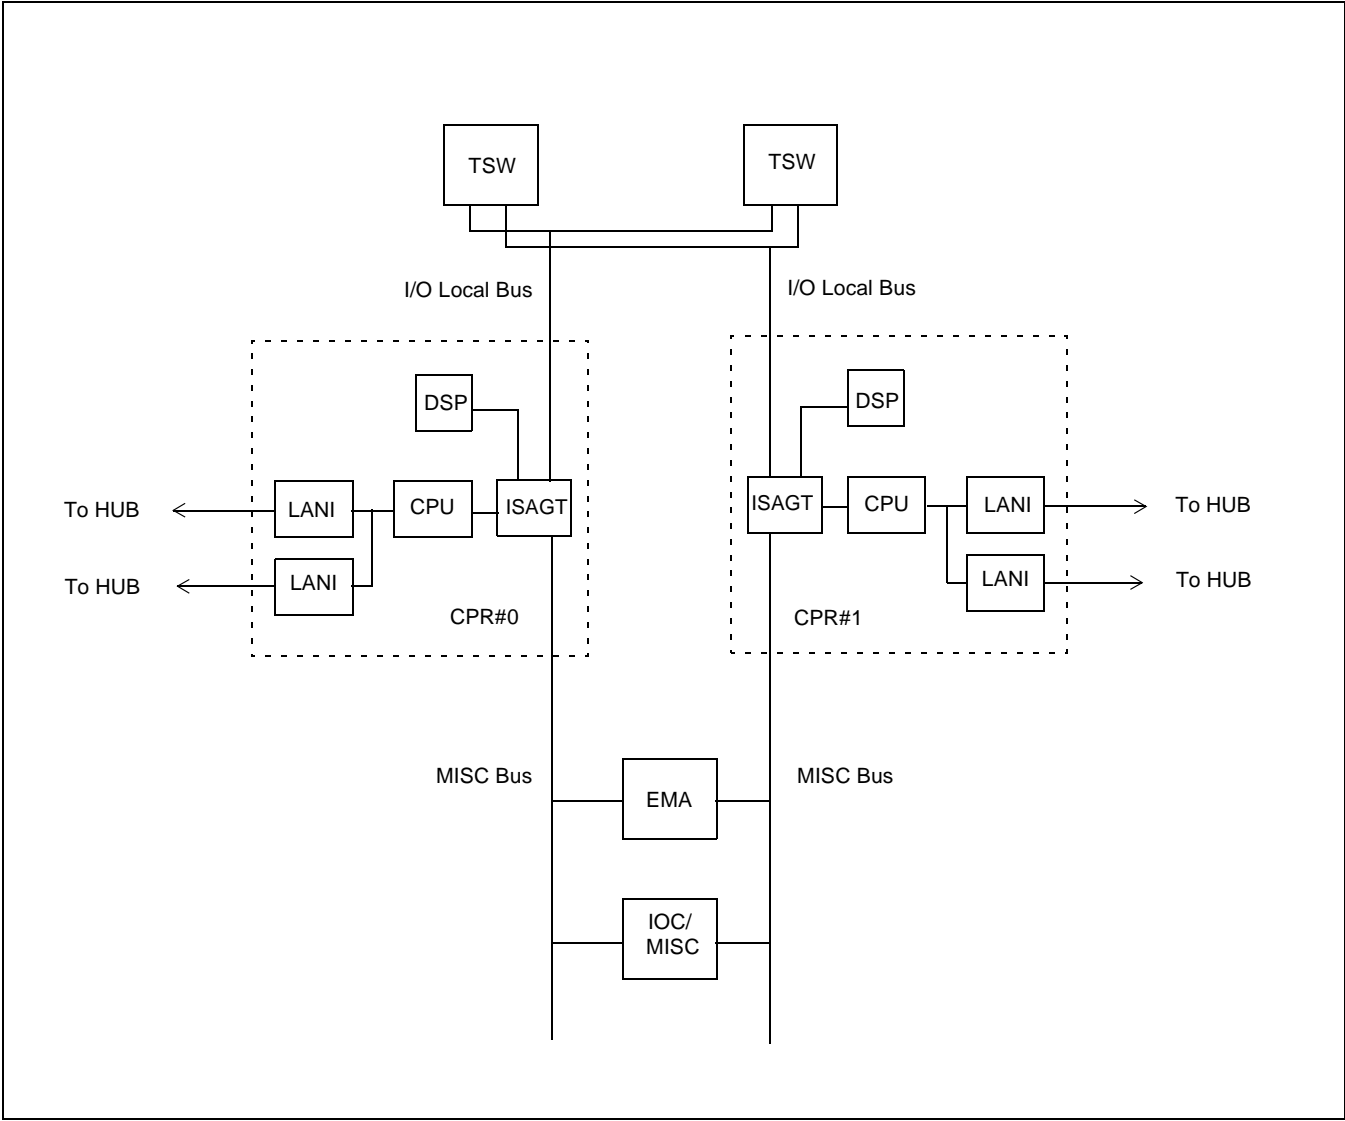 TSW
TSW
I/O Local Bus
I/O Local Bus
DSP
DSP
To HUB
LANI
CPU
ISAGT
ISAGT
CPU
LANI
To HUB
To HUB
LANI
LANI
To HUB
CPR#0
CPR#1
MISC Bus
EMA
MISC Bus
IOC/
MISC